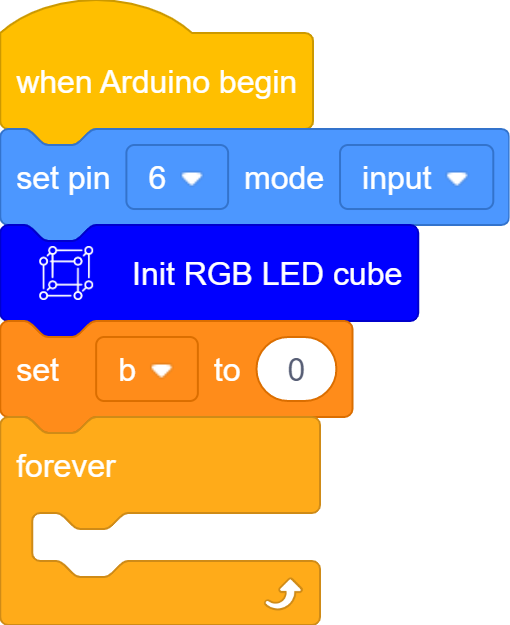 when Arduino begin
set pin 6 mode input
Init RGB LED cube
set b to 0
forever